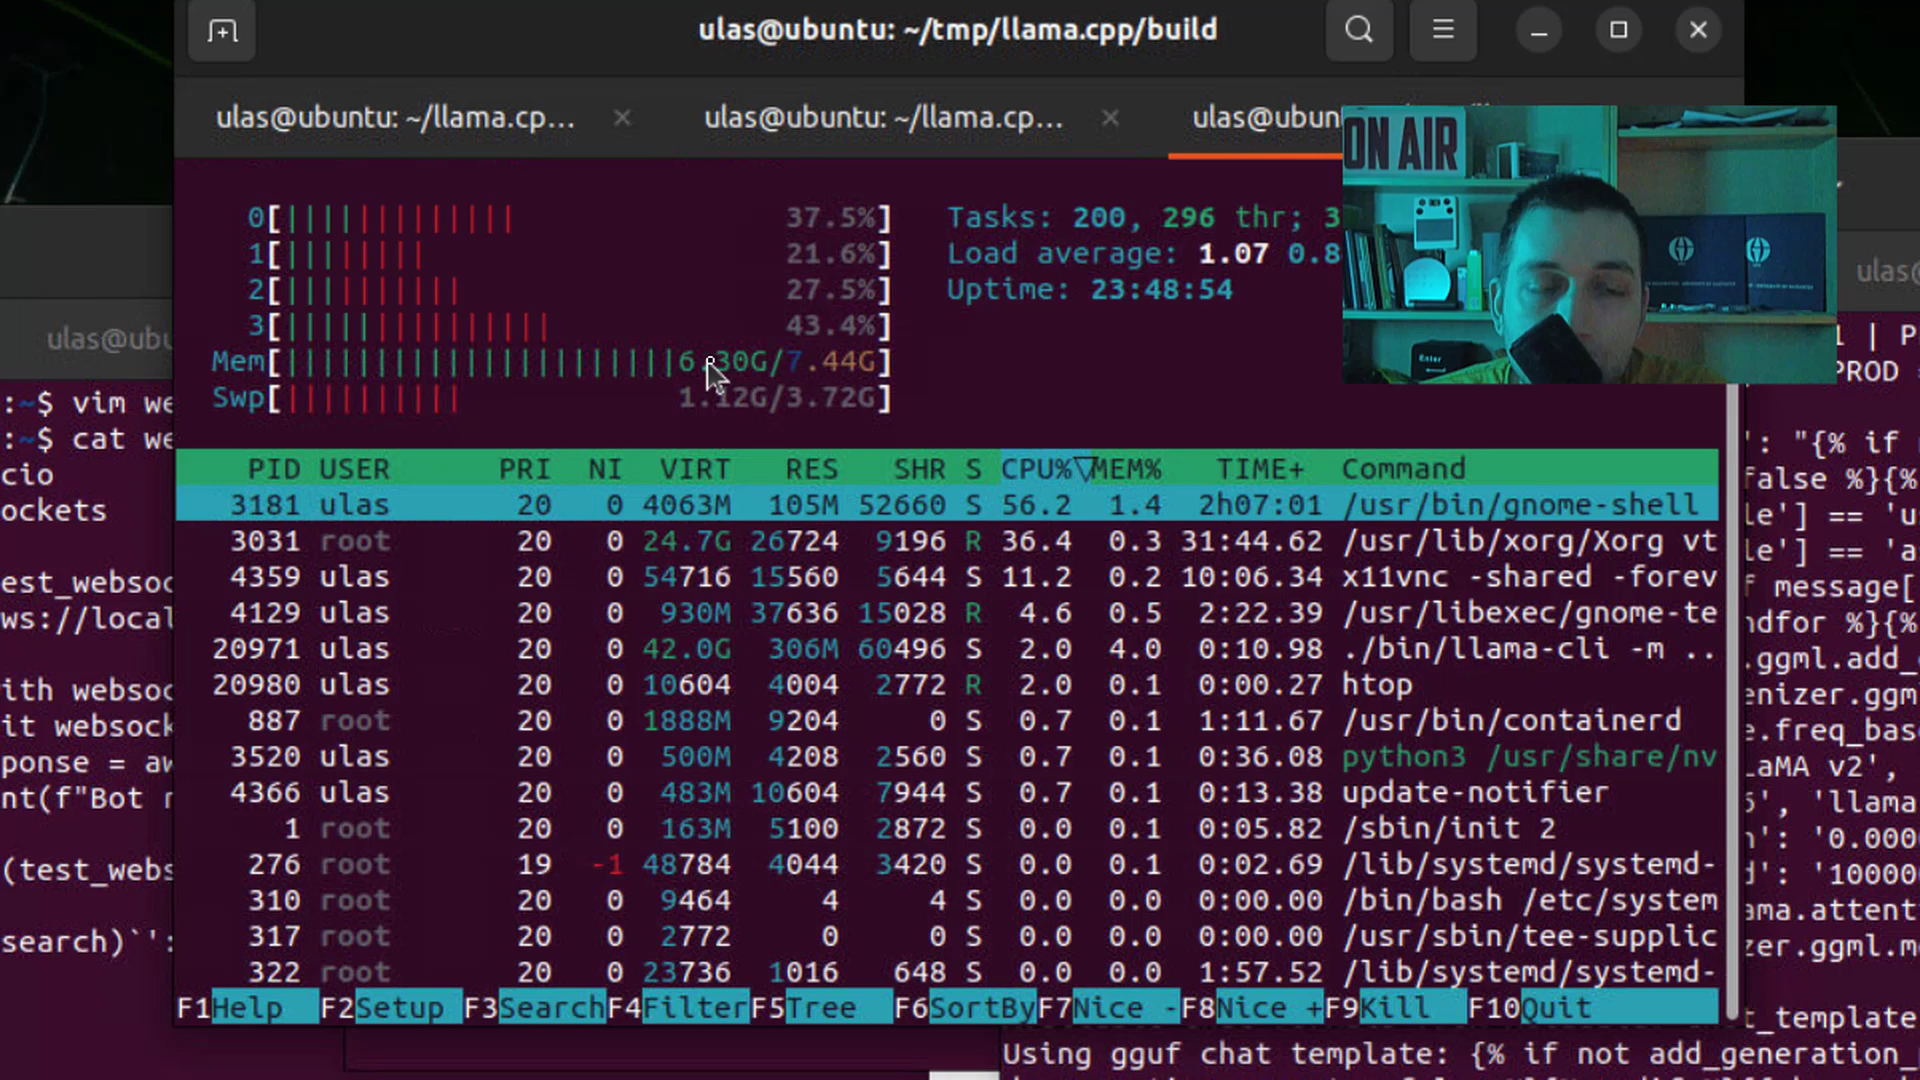 ulas@ubuntu: ~/tmp/llama.cpp/build
ulas@ubuntu: ~/llama.cp... × ulas@ubuntu: ~/llama.cp... × ulas@ubun
ON AIR
Enter
0[ 37.5%] Tasks: 200, 296 thr; 3
1[ 21.6%] Load average: 1.07 0.8
2[ 27.5%] Uptime: 23:48:54
3[ 43.4%]
Mem[ 6.30G/7.44G]
Swp[ 1.12G/3.72G]
PID USER PRI NI VIRT RES SHR S CPU%▽MEM% TIME+ Command
3181 ulas 20 0 4063M 105M 52660 S 56.2 1.4 2h07:01 /usr/bin/gnome-shell
3031 root 20 0 24.7G 26724 9196 R 36.4 0.3 31:44.62 /usr/lib/xorg/Xorg vt
4359 ulas 20 0 54716 15560 5644 S 11.2 0.2 10:06.34 x11vnc -shared -forev
4129 ulas 20 0 930M 37636 15028 R 4.6 0.5 2:22.39 /usr/libexec/gnome-te
20971 ulas 20 0 42.0G 306M 60496 S 2.0 4.0 0:10.98 ./bin/llama-cli -m ..
20980 ulas 20 0 10604 4004 2772 R 2.0 0.1 0:00.27 htop
887 root 20 0 1888M 9204 0 S 0.7 0.1 1:11.67 /usr/bin/containerd
3520 ulas 20 0 500M 4208 2560 S 0.7 0.1 0:36.08 python3 /usr/share/nv
4366 ulas 20 0 483M 10604 7944 S 0.7 0.1 0:13.38 update-notifier
1 root 20 0 163M 5100 2872 S 0.0 0.1 0:05.82 /sbin/init 2
276 root 19 -1 48784 4044 3420 S 0.0 0.1 0:02.69 /lib/systemd/systemd-
310 root 20 0 9464 4 4 S 0.0 0.0 0:00.00 /bin/bash /etc/system
317 root 20 0 2772 0 0 S 0.0 0.0 0:00.00 /usr/sbin/tee-supplic
322 root 20 0 23736 1016 648 S 0.0 0.0 1:57.52 /lib/systemd/systemd-
F1Help F2Setup F3Search F4Filter F5Tree F6SortBy F7Nice - F8Nice + F9Kill F10Quit
ulas@ubu
:~$ vim we
:~$ cat we
cio
ockets
est_websoc
ws://local
ith websoc
it websock
ponse = aw
nt(f"Bot r
(test_webs
search)`':
ulas@
1 | P
PROD =
': "{% if
false %}{%
le'] == 'u
le'] == 'a
f message[
ndfor %}{%
.ggml.add_
enizer.ggm
e.freq_bas
LaMA v2',
'llama
n': '0.000
d': '10000
ama.attent
zer.ggml.m
t_template
Using gguf chat template: {% if not add_generation_